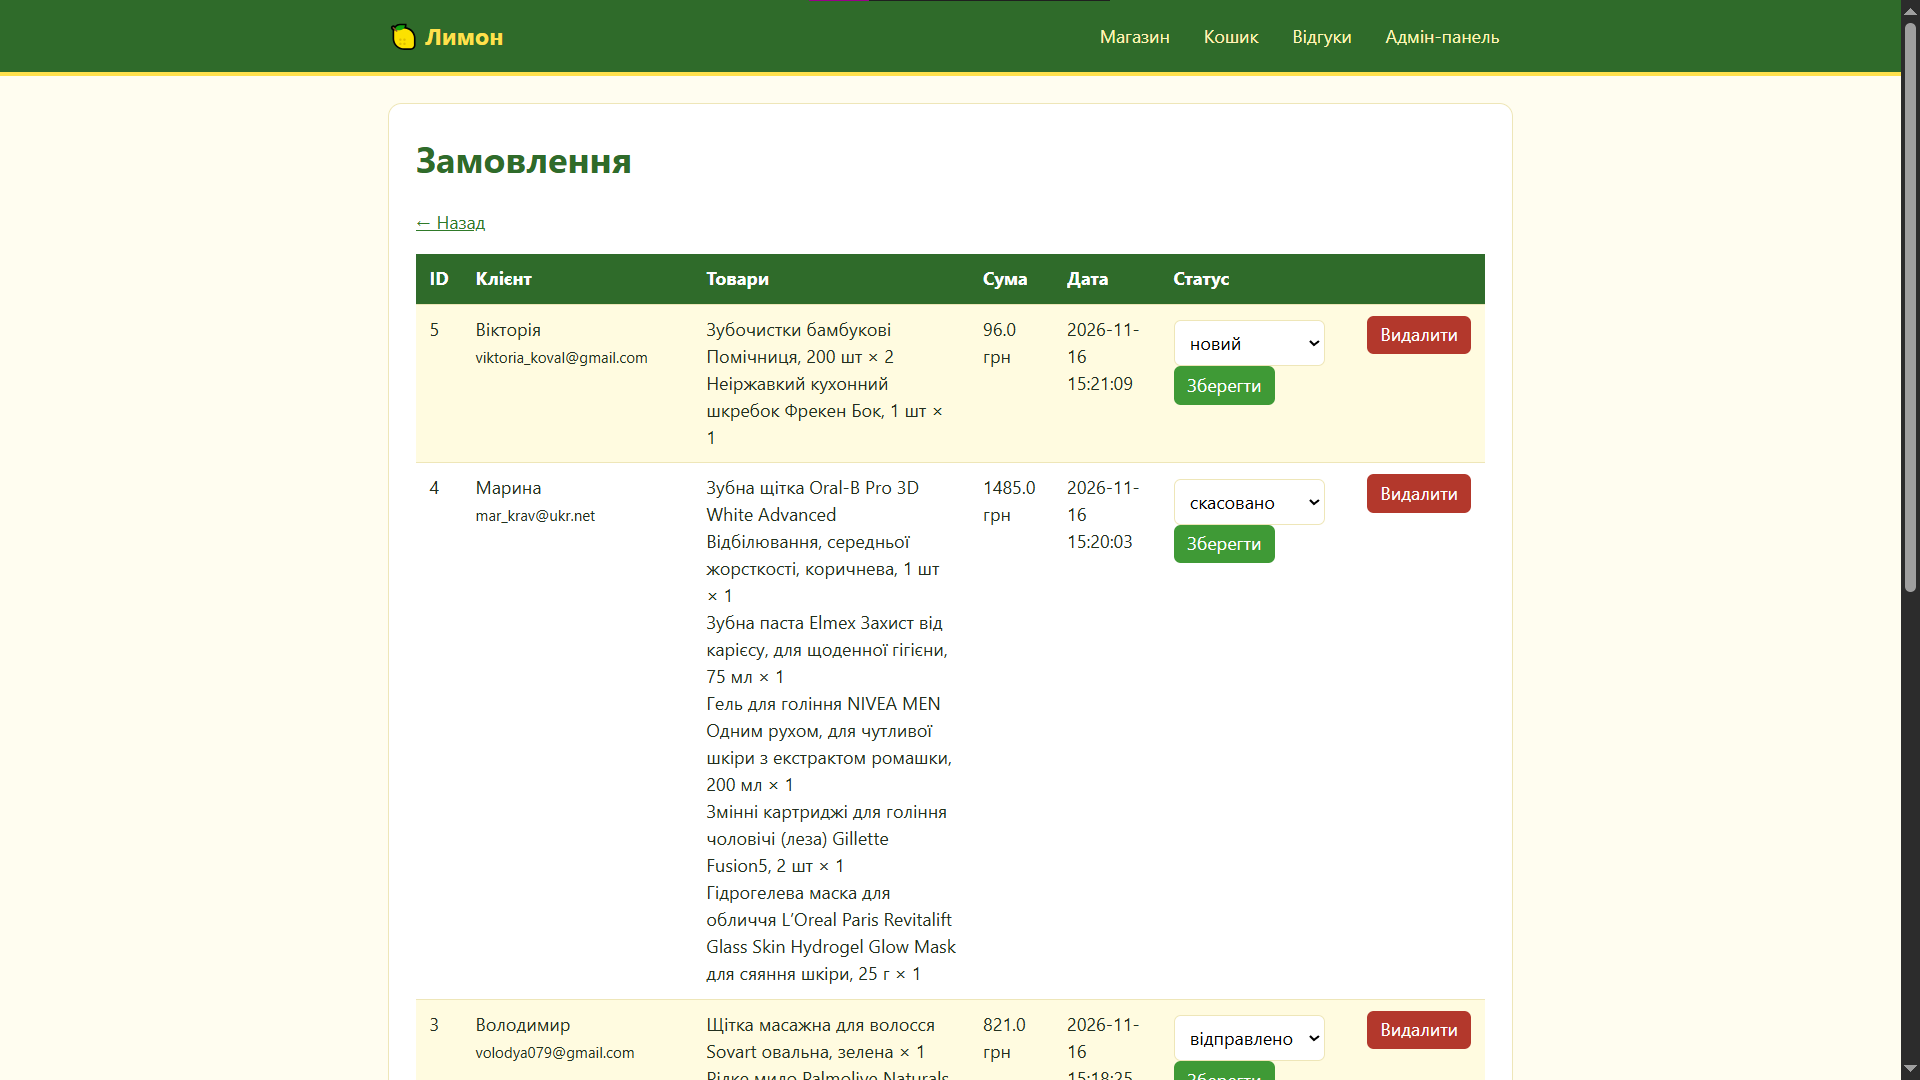 Лимон
Магазин Кошик Відгуки Адмін-панель
Замовлення
← Назад
ID Клієнт Товари Сума Дата Статус
5
Вікторія
viktoria_koval@gmail.com
Зубочистки бамбукові
Помічниця, 200 шт × 2
Неіржавкий кухонний
шкребок Фрекен Бок, 1 шт ×
1
96.0
грн
2026-11-
16
15:21:09
новий
Зберегти
Видалити
4
Марина
mar_krav@ukr.net
Зубна щітка Oral-B Pro 3D
White Advanced
Відбілювання, середньої
жорсткості, коричнева, 1 шт
× 1
Зубна паста Elmex Захист від
карієсу, для щоденної гігієни,
75 мл × 1
Гель для гоління NIVEA MEN
Одним рухом, для чутливої
шкіри з екстрактом ромашки,
200 мл × 1
Змінні картриджі для гоління
чоловічі (леза) Gillette
Fusion5, 2 шт × 1
Гідрогелева маска для
обличчя L’Oreal Paris Revitalift
Glass Skin Hydrogel Glow Mask
для сяяння шкіри, 25 г × 1
1485.0
грн
2026-11-
16
15:20:03
скасовано
Зберегти
Видалити
3
Володимир
volodya079@gmail.com
Щітка масажна для волосся
Sovart овальна, зелена × 1
Рідке мило Palmolive Naturals
821.0
грн
2026-11-
16
15:18:25
відправлено
Зберегти
Видалити